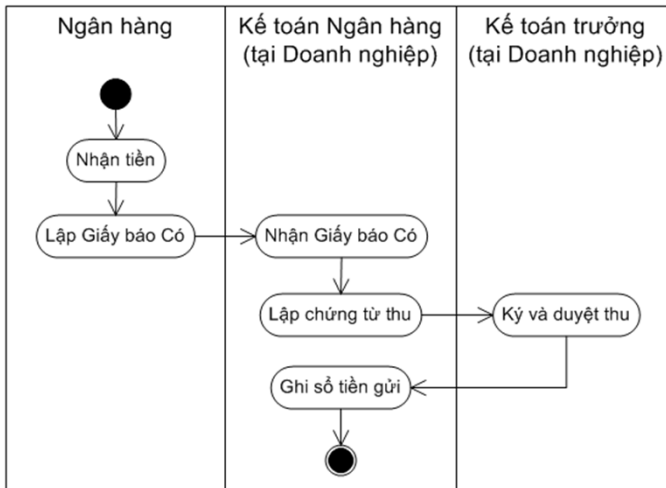 Ngân hàng
Kế toán Ngân hàng
(tại Doanh nghiệp)
Kế toán trưởng
(tại Doanh nghiệp)
Nhận tiền
Lập Giấy báo Có
Nhận Giấy báo Có
Lập chứng từ thu
Ký và duyệt thu
Ghi sổ tiền gửi